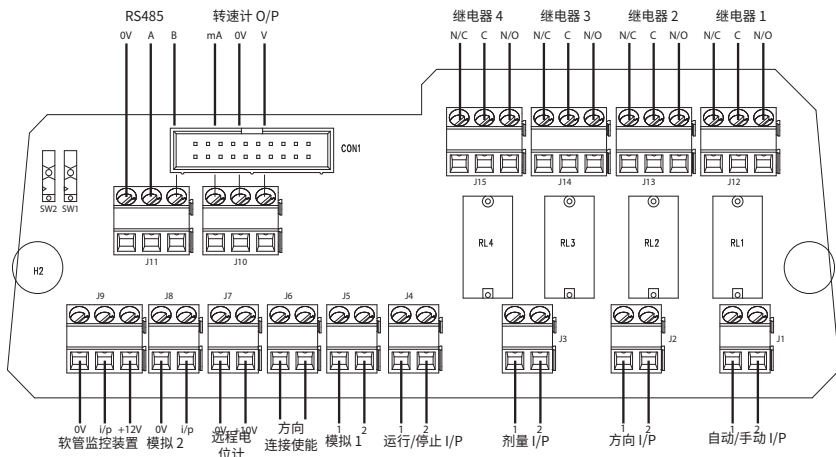 RS485 转速计 O/P 继电器 4 继电器 3 继电器 2 继电器 1
0V A B mA 0V V N/C C N/O N/C C N/O N/C C N/O N/C C N/O
CON1
J15 J14 J13 J12
SW2 SW1
RL4 RL3 RL2 RL1
J11 J10
H2
J9 J8 J7 J6 J5 J4
J3 J2 J1
0V i/p +12V 0V i/p 0V +10V 1 2 1 2 1 2 1 2 1 2
软管监控装置 模拟 2 远程电 方向 模拟 1 运行/停止 I/P 剂量 I/P 方向 I/P 自动/手动 I/P
位计 连接使能